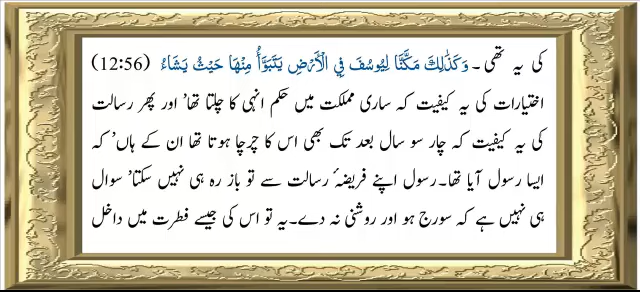 کی یہ تھی۔ وَكَذَٰلِكَ مَكَّنَّا لِيُوسُفَ فِي الْأَرْضِ يَتَبَوَّأُ مِنْهَا حَيْثُ يَشَاءُ (12:56)
اختیارات کی یہ کیفیت کہ ساری مملکت میں حکم انہی کا چلتا تھا‘ اور پھر رسالت
کی یہ کیفیت کہ چار سو سال بعد تک بھی اس کا چرچا ہوتا تھا ان کے ہاں‘ کہ
ایسا رسول آیا تھا۔ رسول اپنے فریضۂ رسالت سے تو باز رہ ہی نہیں سکتا‘ سوال
ہی نہیں ہے کہ سورج ہو اور روشنی نہ دے۔ یہ تو اس کی جیسے فطرت میں داخل